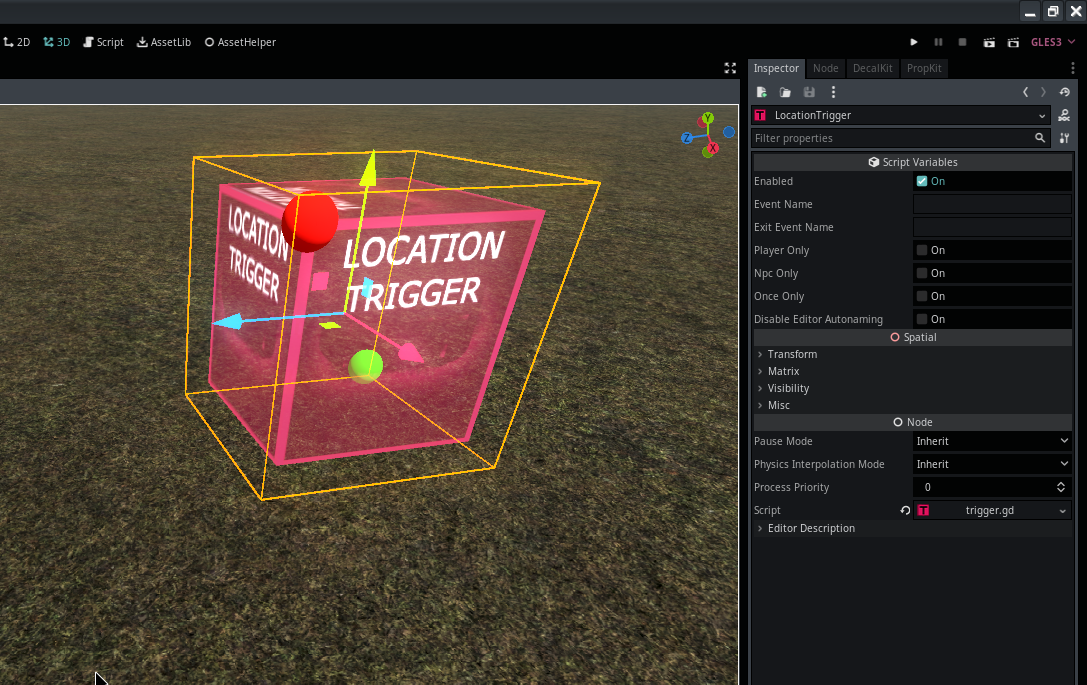 2D 3D Script AssetLib AssetHelper GLES3
Inspector Node DecalKit PropKit
LocationTrigger
Filter properties
Script Variables
Enabled On
Event Name
Exit Event Name
Player Only On
Npc Only On
Once Only On
Disable Editor Autonaming On
Spatial
Transform
Matrix
Visibility
Misc
Node
Pause Mode Inherit
Physics Interpolation Mode Inherit
Process Priority 0
Script T trigger.gd
Editor Description
Y
Z
X
LOCATION
TRIGGER
LOCATION
TRIGGER